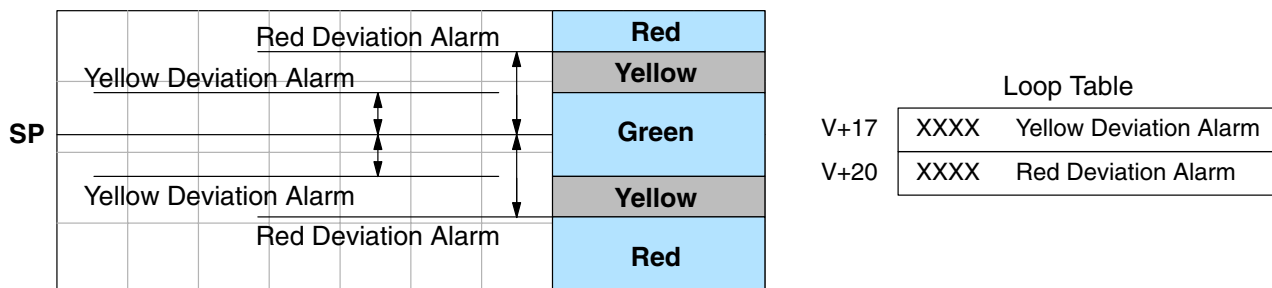 Red Deviation Alarm
Red
Yellow Deviation Alarm
Yellow
SP
Green
Yellow Deviation Alarm
Yellow
Red Deviation Alarm
Red
Loop Table
V+17 XXXX Yellow Deviation Alarm
V+20 XXXX Red Deviation Alarm